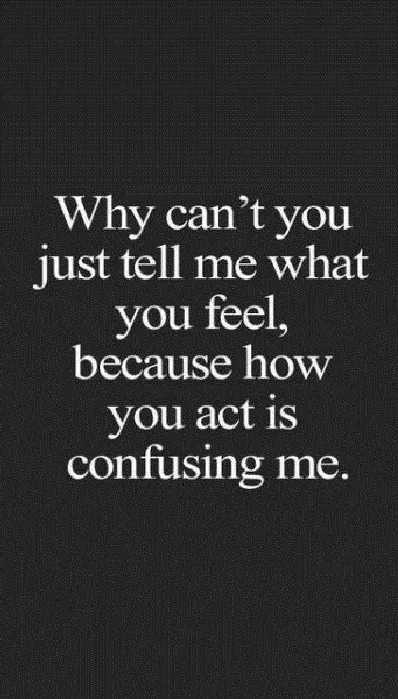 Why can’t you
just tell me what
you feel,
because how
you act is
confusing me.